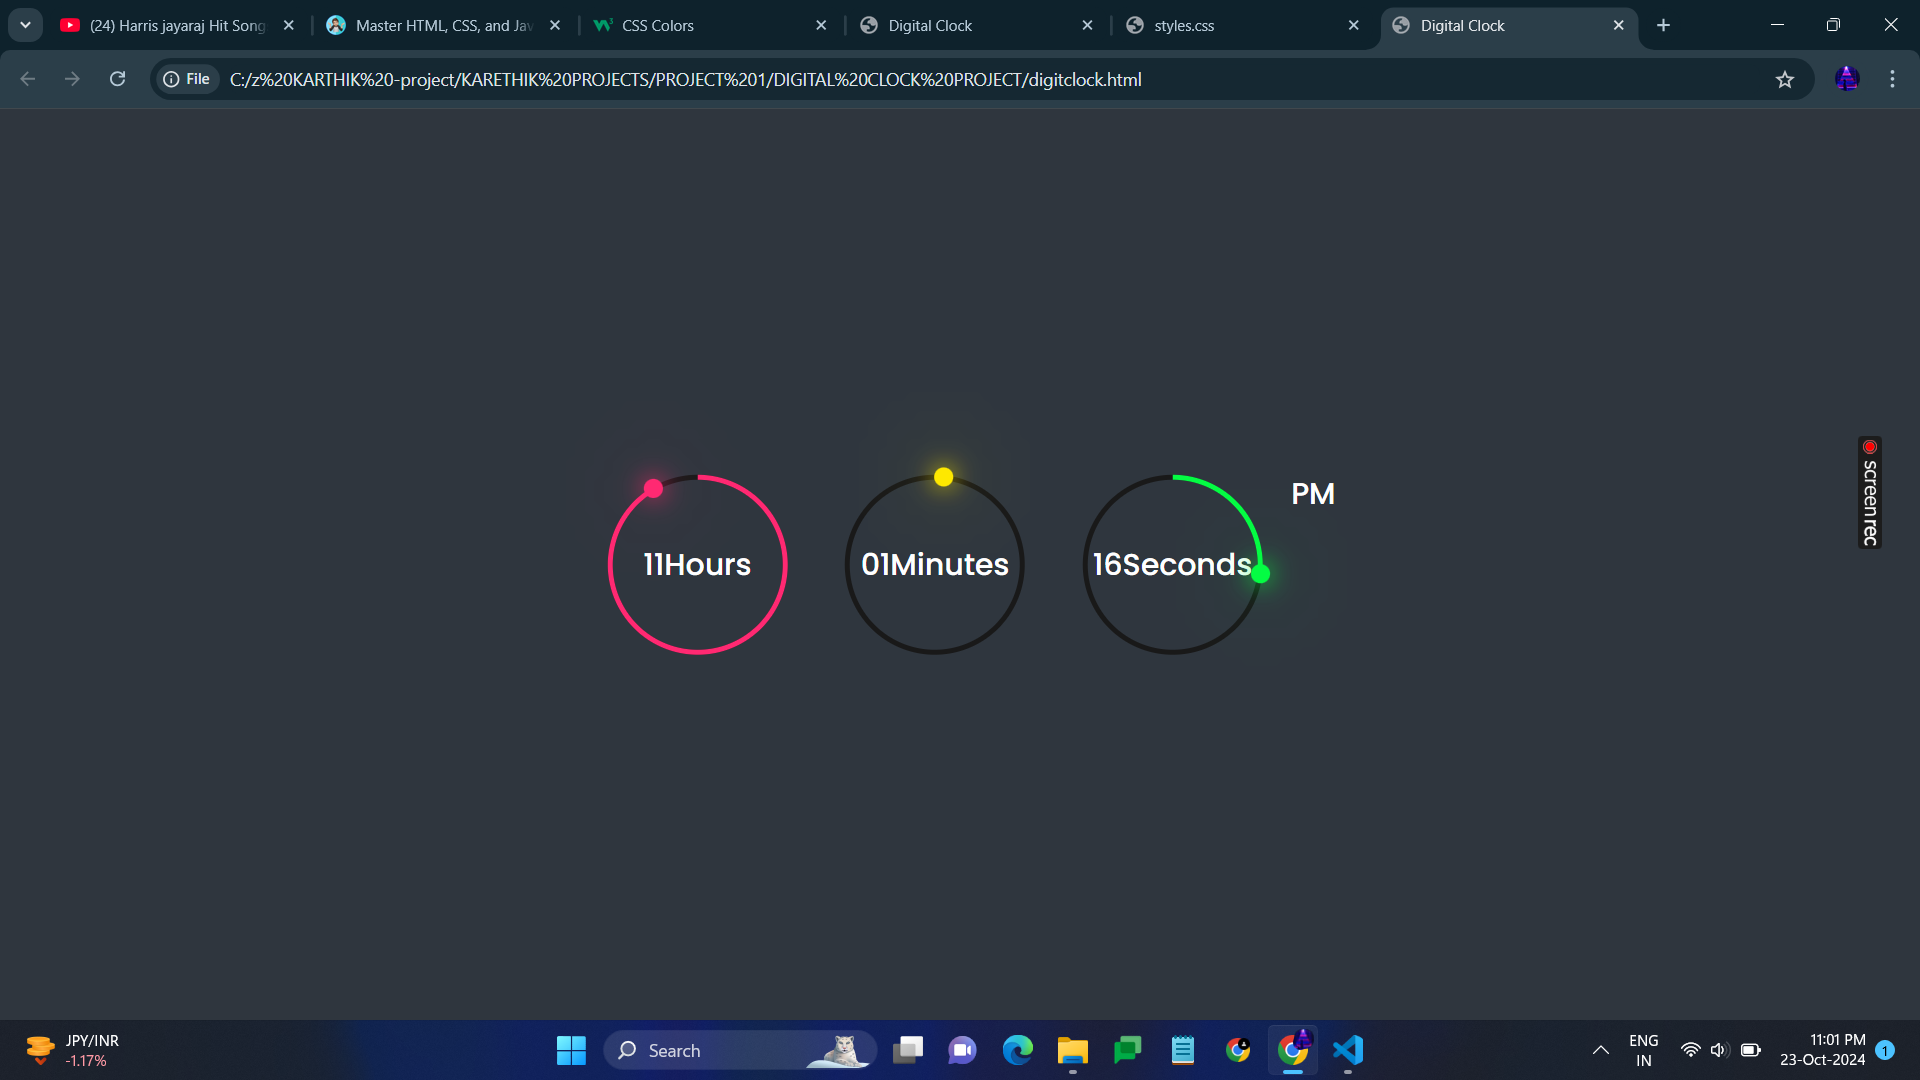 (24) Harris jayaraj Hit Song
Master HTML, CSS, and Jav
CSS Colors
Digital Clock
styles.css
Digital Clock
File
C:/z%20KARTHIK%20-project/KARETHIK%20PROJECTS/PROJECT%201/DIGITAL%20CLOCK%20PROJECT/digitclock.html
PM
11Hours
01Minutes
16Seconds
screenrec
JPY/INR
-1.17%
Search
ENG
IN
11:01 PM
23-Oct-2024
1